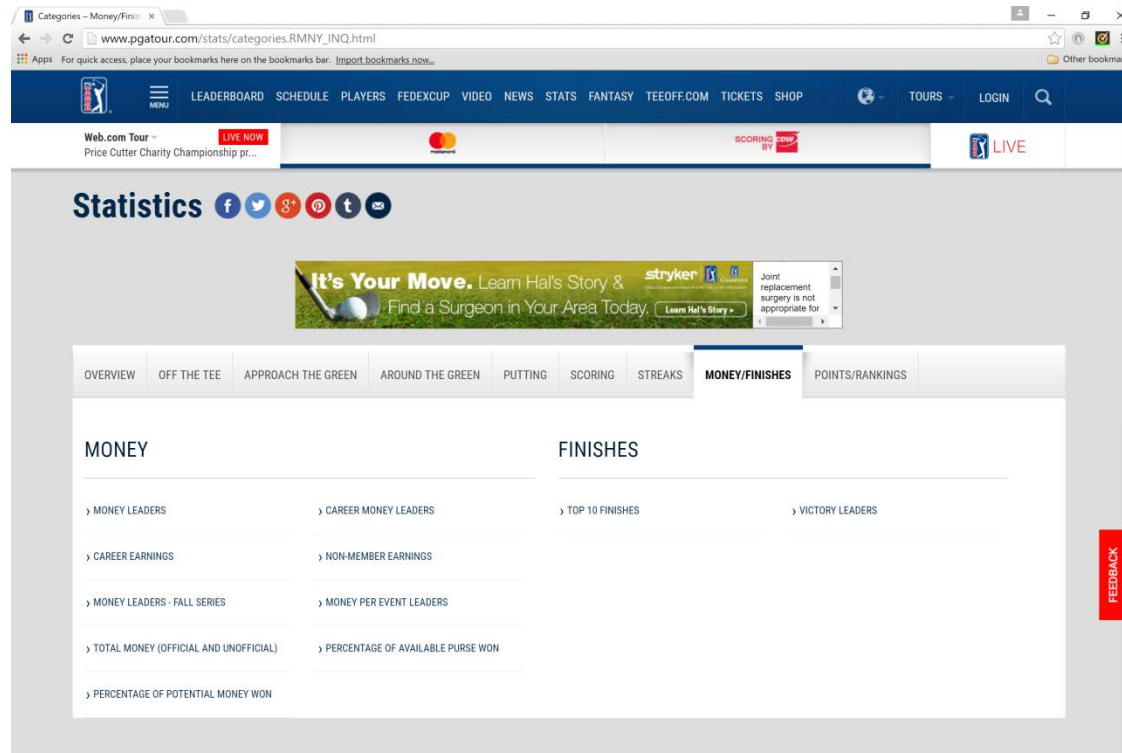 Categories – Money/Finis
www.pgatour.com/stats/categories.RMNY_INQ.html
Apps For quick access, place your bookmarks here on the bookmarks bar. Import bookmarks now... Other bookmar
MENU LEADERBOARD SCHEDULE PLAYERS FEDEXCUP VIDEO NEWS STATS FANTASY TEEOFF.COM TICKETS SHOP TOURS LOGIN
Web.com Tour LIVE NOW
Price Cutter Charity Championship pr...
mastercard
SCORING BY CDW
LIVE
Statistics
It's Your Move. Learn Hal's Story &
Find a Surgeon in Your Area Today.
stryker
Learn Hal's Story >
Joint
replacement
surgery is not
appropriate for
OVERVIEW OFF THE TEE APPROACH THE GREEN AROUND THE GREEN PUTTING SCORING STREAKS MONEY/FINISHES POINTS/RANKINGS
MONEY
FINISHES
MONEY LEADERS
CAREER MONEY LEADERS
TOP 10 FINISHES
VICTORY LEADERS
CAREER EARNINGS
NON-MEMBER EARNINGS
MONEY LEADERS - FALL SERIES
MONEY PER EVENT LEADERS
TOTAL MONEY (OFFICIAL AND UNOFFICIAL)
PERCENTAGE OF AVAILABLE PURSE WON
PERCENTAGE OF POTENTIAL MONEY WON
FEEDBACK